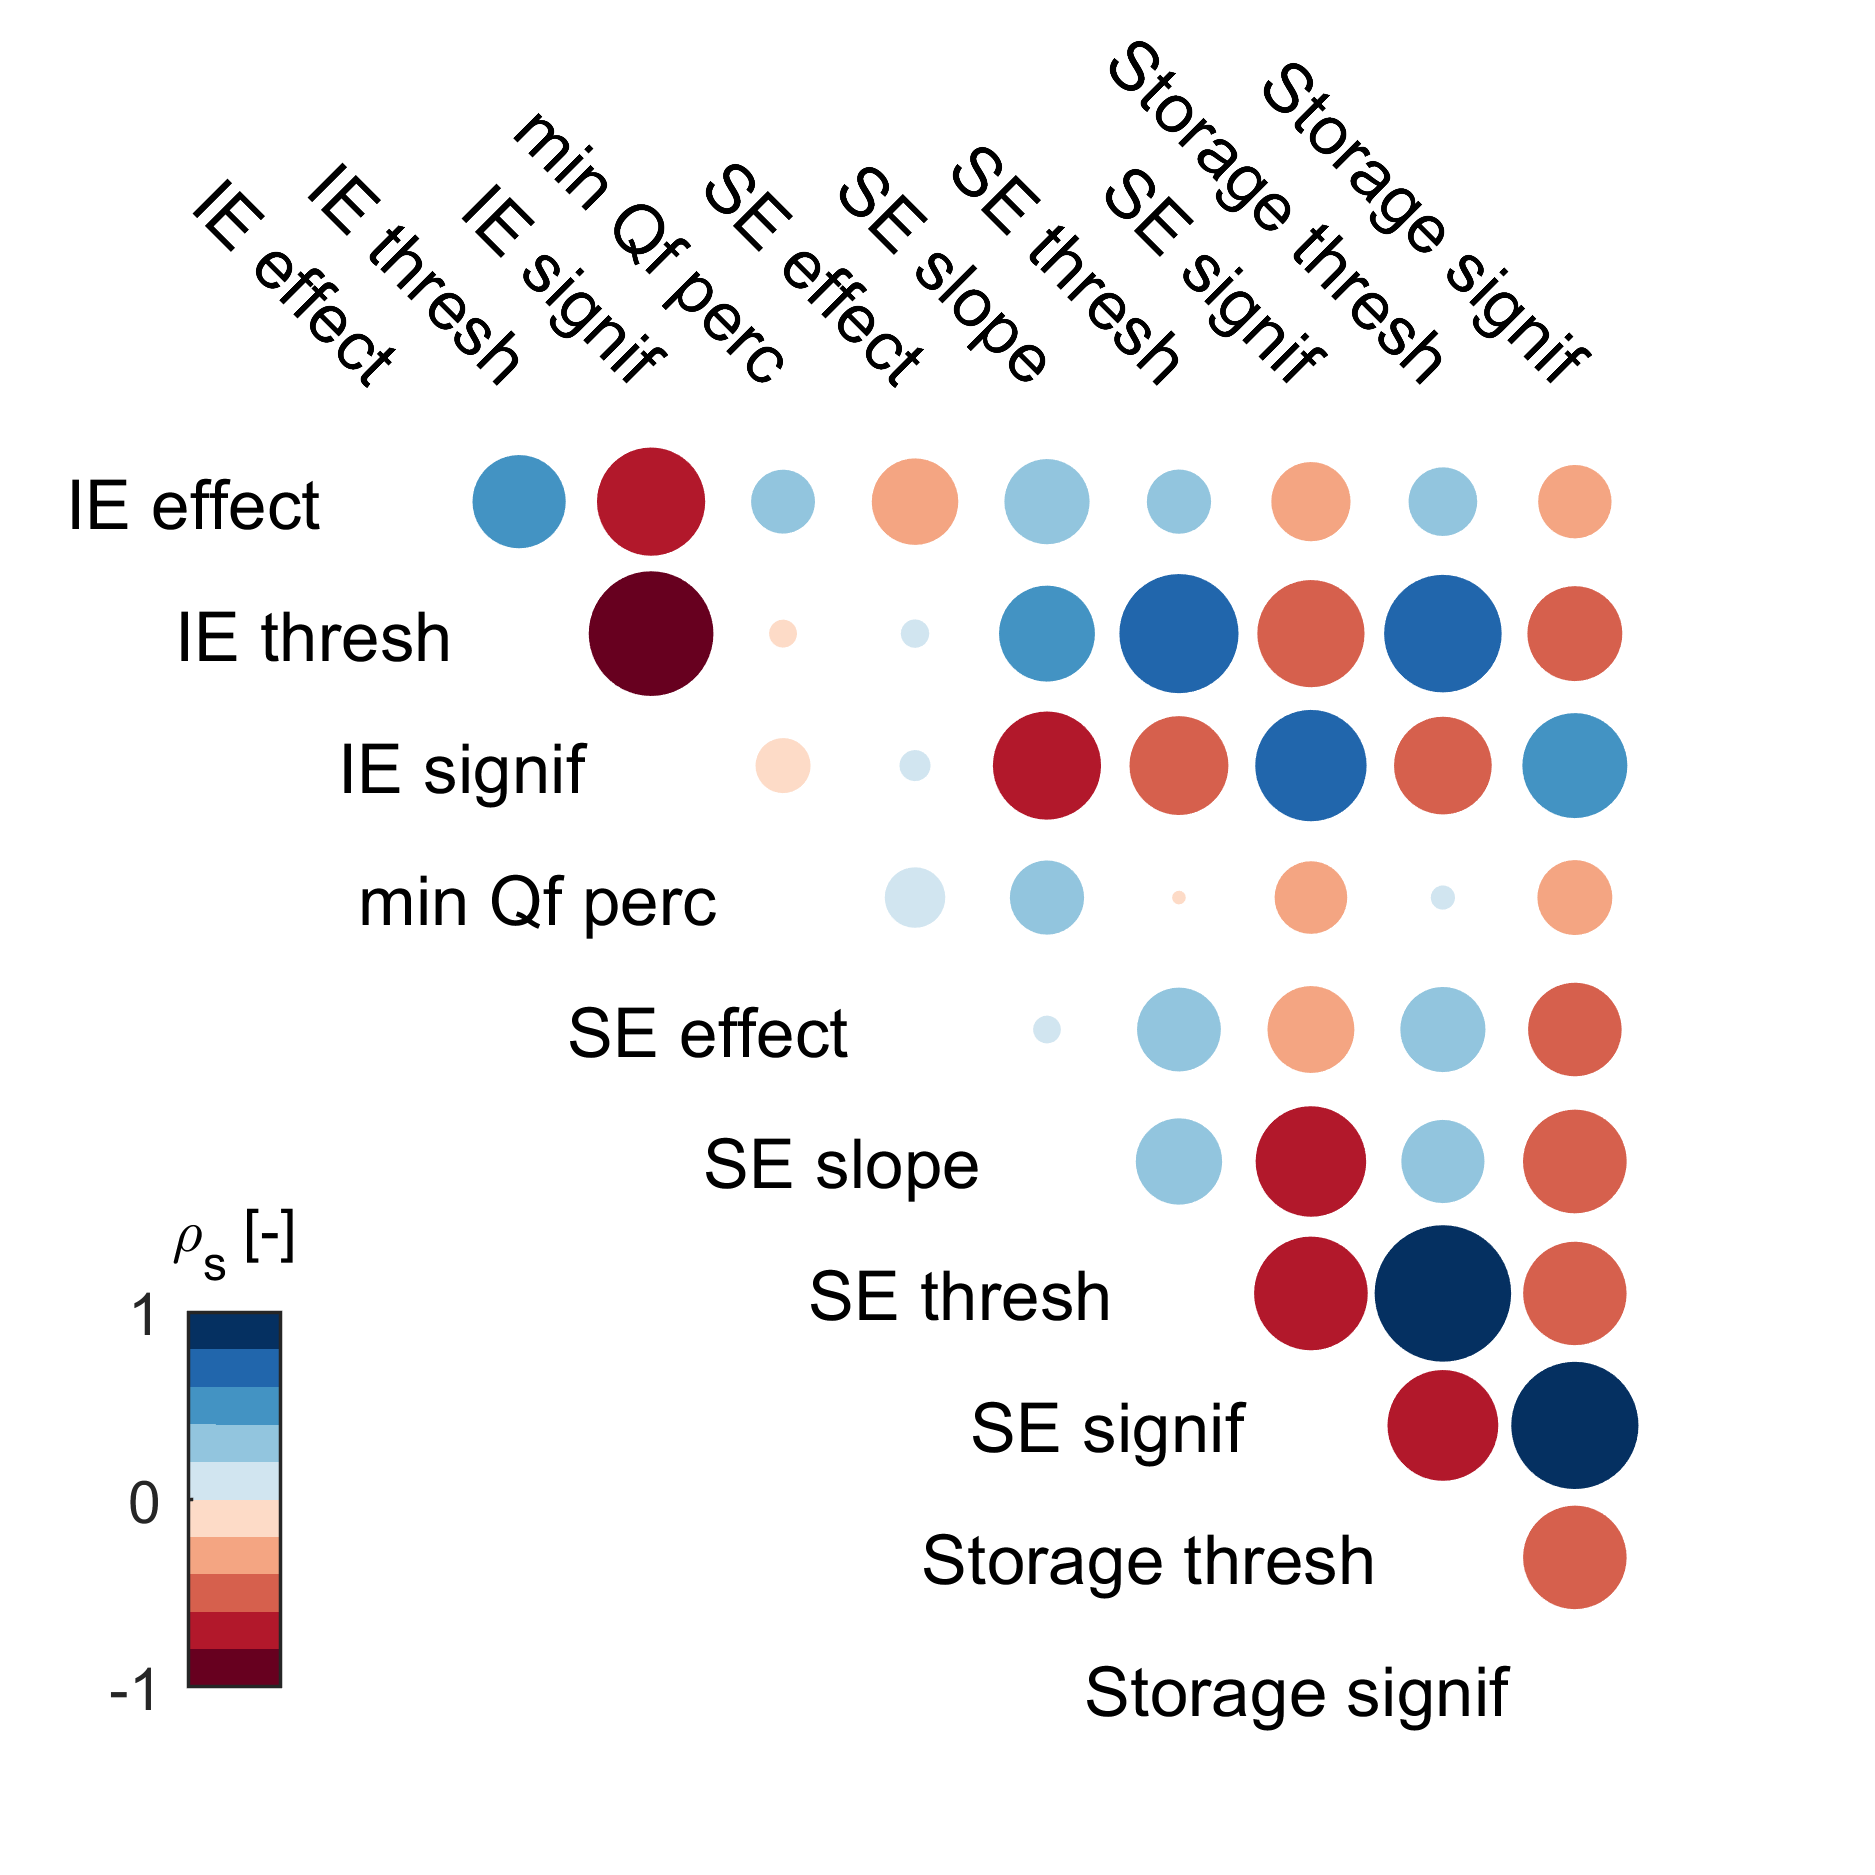 IE effect
IE thresh
IE signif
min Qf perc
SE effect
SE slope
SE thresh
SE signif
Storage thresh
Storage signif
IE effect
IE thresh
IE signif
min Qf perc
SE effect
SE slope
SE thresh
SE signif
Storage thresh
Storage signif
ρs [-]
1
0
-1